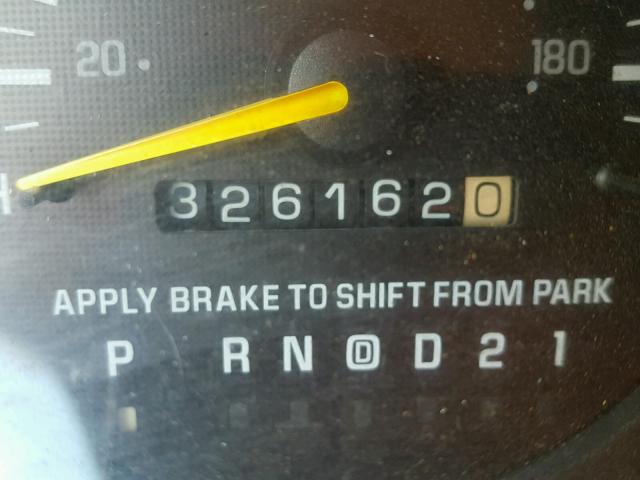 20 180
3261620
APPLY BRAKE TO SHIFT FROM PARK
P R N D D 2 1